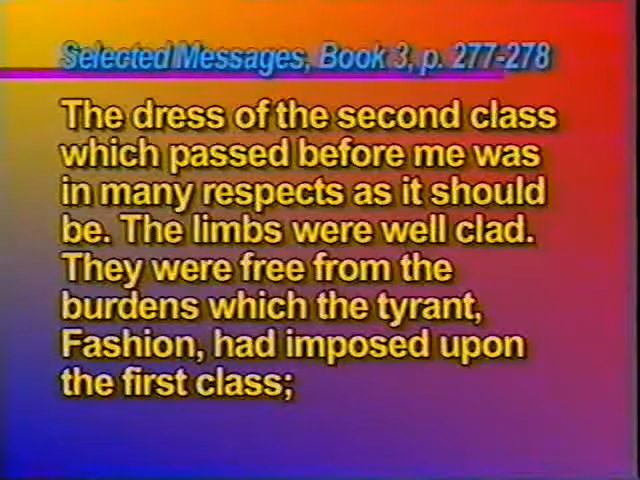 Selected Messages, Book 3, p. 277-278
The dress of the second class
which passed before me was
in many respects as it should
be. The limbs were well clad.
They were free from the
burdens which the tyrant,
Fashion, had imposed upon
the first class;